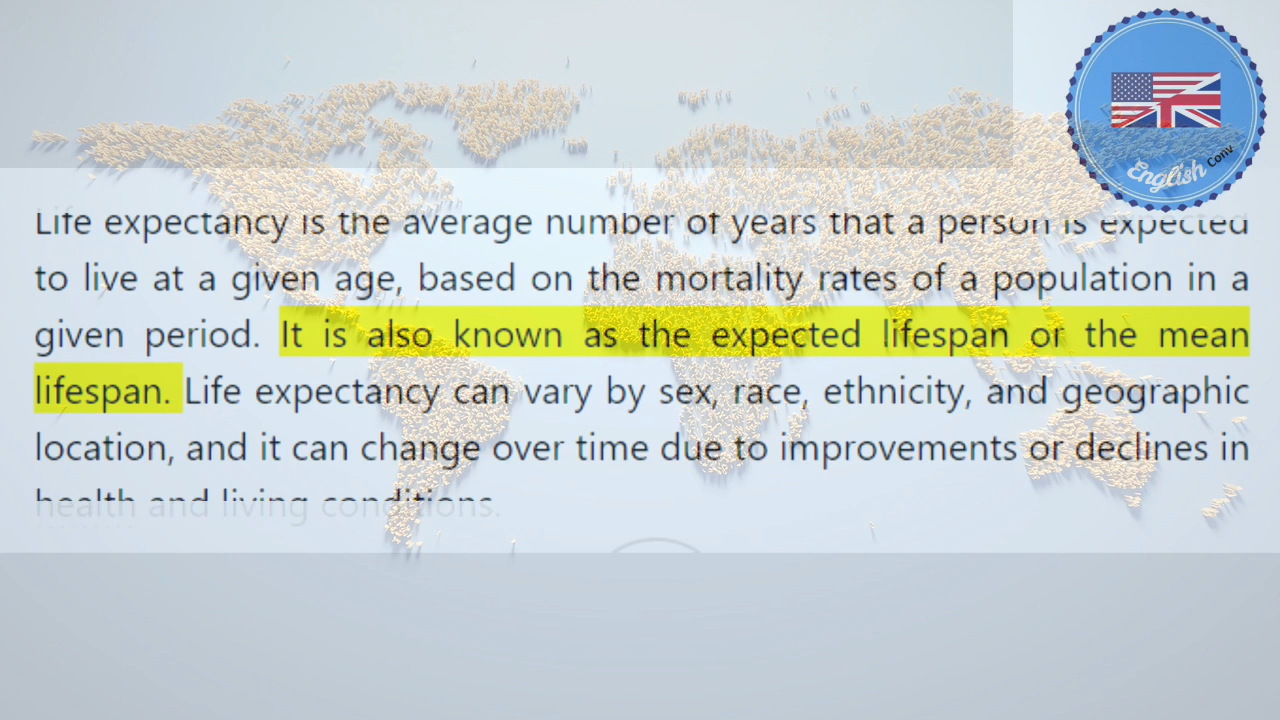 English
Conv
Life expectancy is the average number of years that a person is expected
to live at a given age, based on the mortality rates of a population in a
given period. It is also known as the expected lifespan or the mean
lifespan. Life expectancy can vary by sex, race, ethnicity, and geographic
location, and it can change over time due to improvements or declines in
health and living conditions.